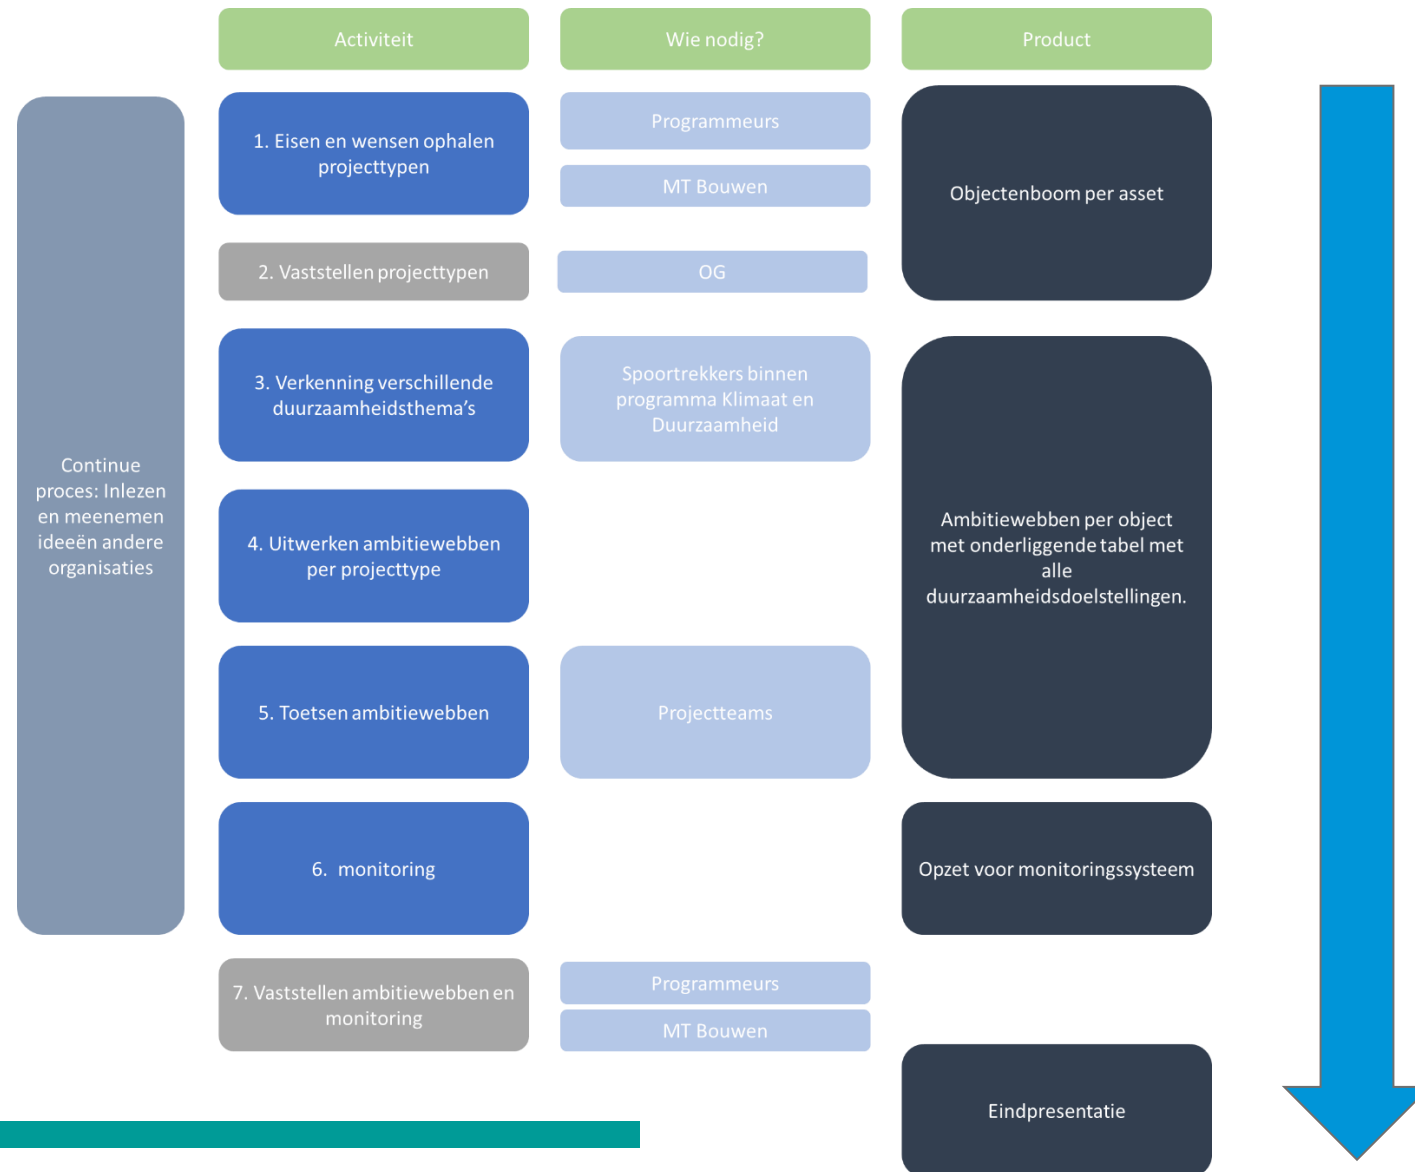 Activiteit
Wie nodig?
Product
Continue
proces: Inlezen
en meenemen
ideeën andere
organisaties
1. Eisen en wensen ophalen
projecttypen
Programmeurs
MT Bouwen
Objectenboom per asset
2. Vaststellen projecttypen
OG
3. Verkenning verschillende
duurzaamheidsthema’s
Spoortrekkers binnen
programma Klimaat en
Duurzaamheid
4. Uitwerken ambitiewebben
per projecttype
Ambitiewebben per object
met onderliggende tabel met
alle
duurzaamheidsdoelstellingen.
5. Toetsen ambitiewebben
Projectteams
6. monitoring
Opzet voor monitoringssysteem
7. Vaststellen ambitiewebben en
monitoring
Programmeurs
MT Bouwen
Eindpresentatie